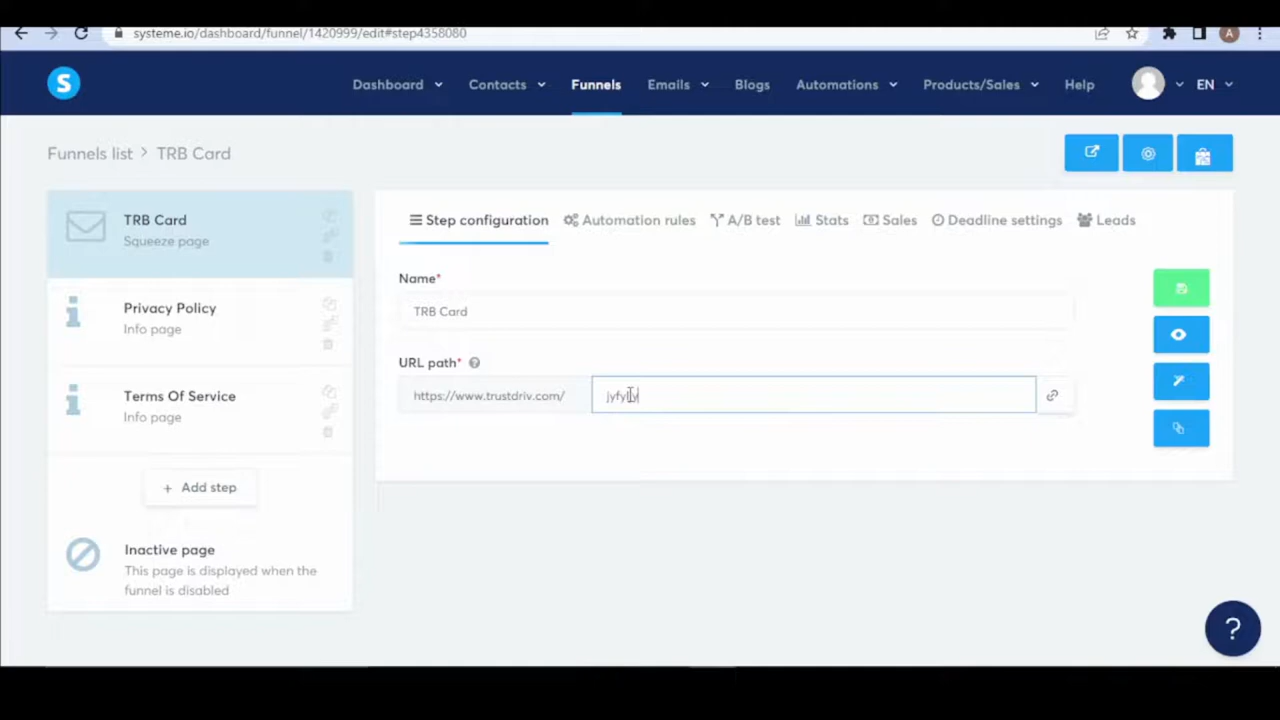 systeme.io/dashboard/funnel/1420999/edit#step4358080
A
S
Dashboard
Contacts
Funnels
Emails
Blogs
Automations
Products/Sales
Help
EN
Funnels list > TRB Card
TRB Card
Squeeze page
Privacy Policy
Info page
Terms Of Service
Info page
+ Add step
Inactive page
This page is displayed when the
funnel is disabled
Step configuration
Automation rules
A/B test
Stats
Sales
Deadline settings
Leads
Name*
TRB Card
URL path* ?
https://www.trustdriv.com/
?